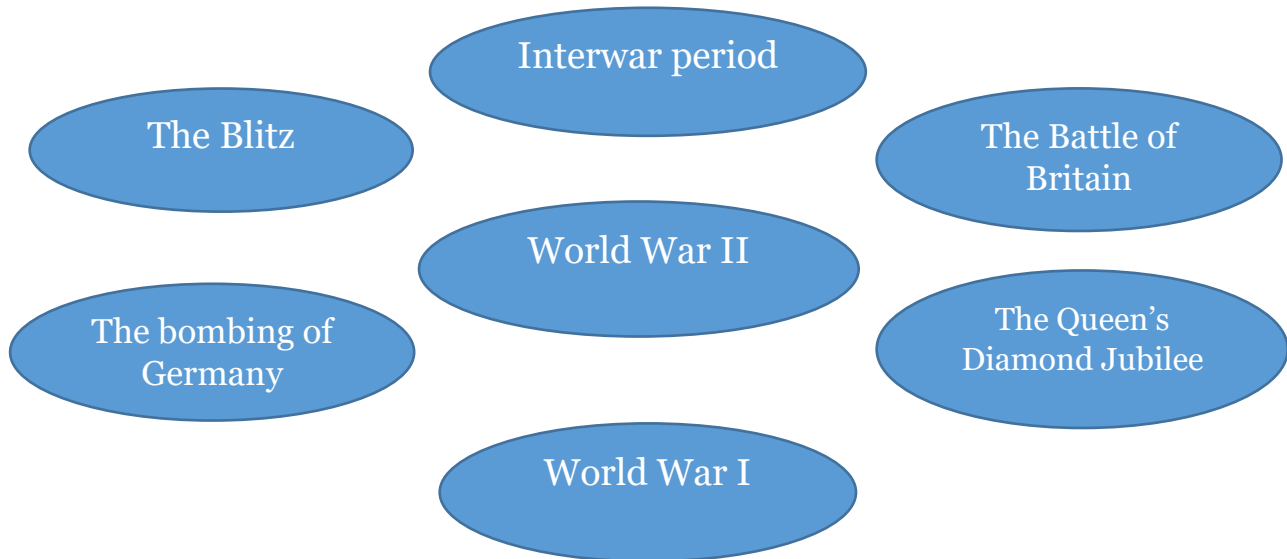 Interwar period
The Blitz
The Battle of
Britain
World War II
The bombing of
Germany
The Queen’s
Diamond Jubilee
World War I